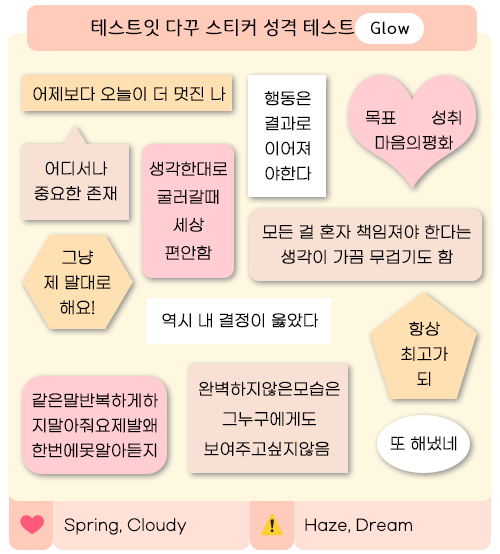 테스트잇 다꾸 스티커 성격 테스트 Glow
어제보다 오늘이 더 멋진 나
행동은
결과로
이어져
야한다
목표 성취
마음의평화
어디서나
중요한 존재
생각한대로
굴러갈때
세상
편안함
모든 걸 혼자 책임져야 한다는
생각이 가끔 무겁기도 함
그냥
제 말대로
해요!
역시 내 결정이 옳았다
항상
최고가
되
같은말반복하게하
지말아줘요제발왜
한번에못알아듣지
완벽하지않은모습은
그누구에게도
보여주고싶지않음
또 해냈네
Spring, Cloudy
Haze, Dream